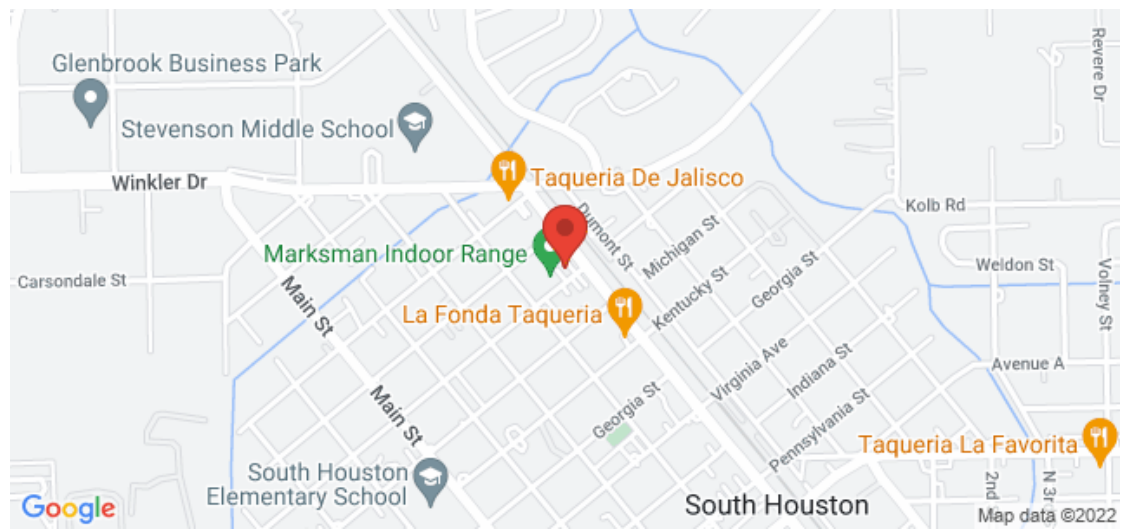 Glenbrook Business Park
Revere Dr
Stevenson Middle School
Winkler Dr
Taqueria De Jalisco
Kolb Rd
Dumont St
Michigan St
Marksman Indoor Range
Georgia St
Weldon St
Carsondale St
Volney St
Main St
La Fonda Taqueria
Kentucky St
Virginia Ave
Indiana St
Avenue A
Main St
Georgia St
Pennsylvania St
Taqueria La Favorita
South Houston
Elementary School
2nd
N 3r
Google
South Houston
Map data ©2022